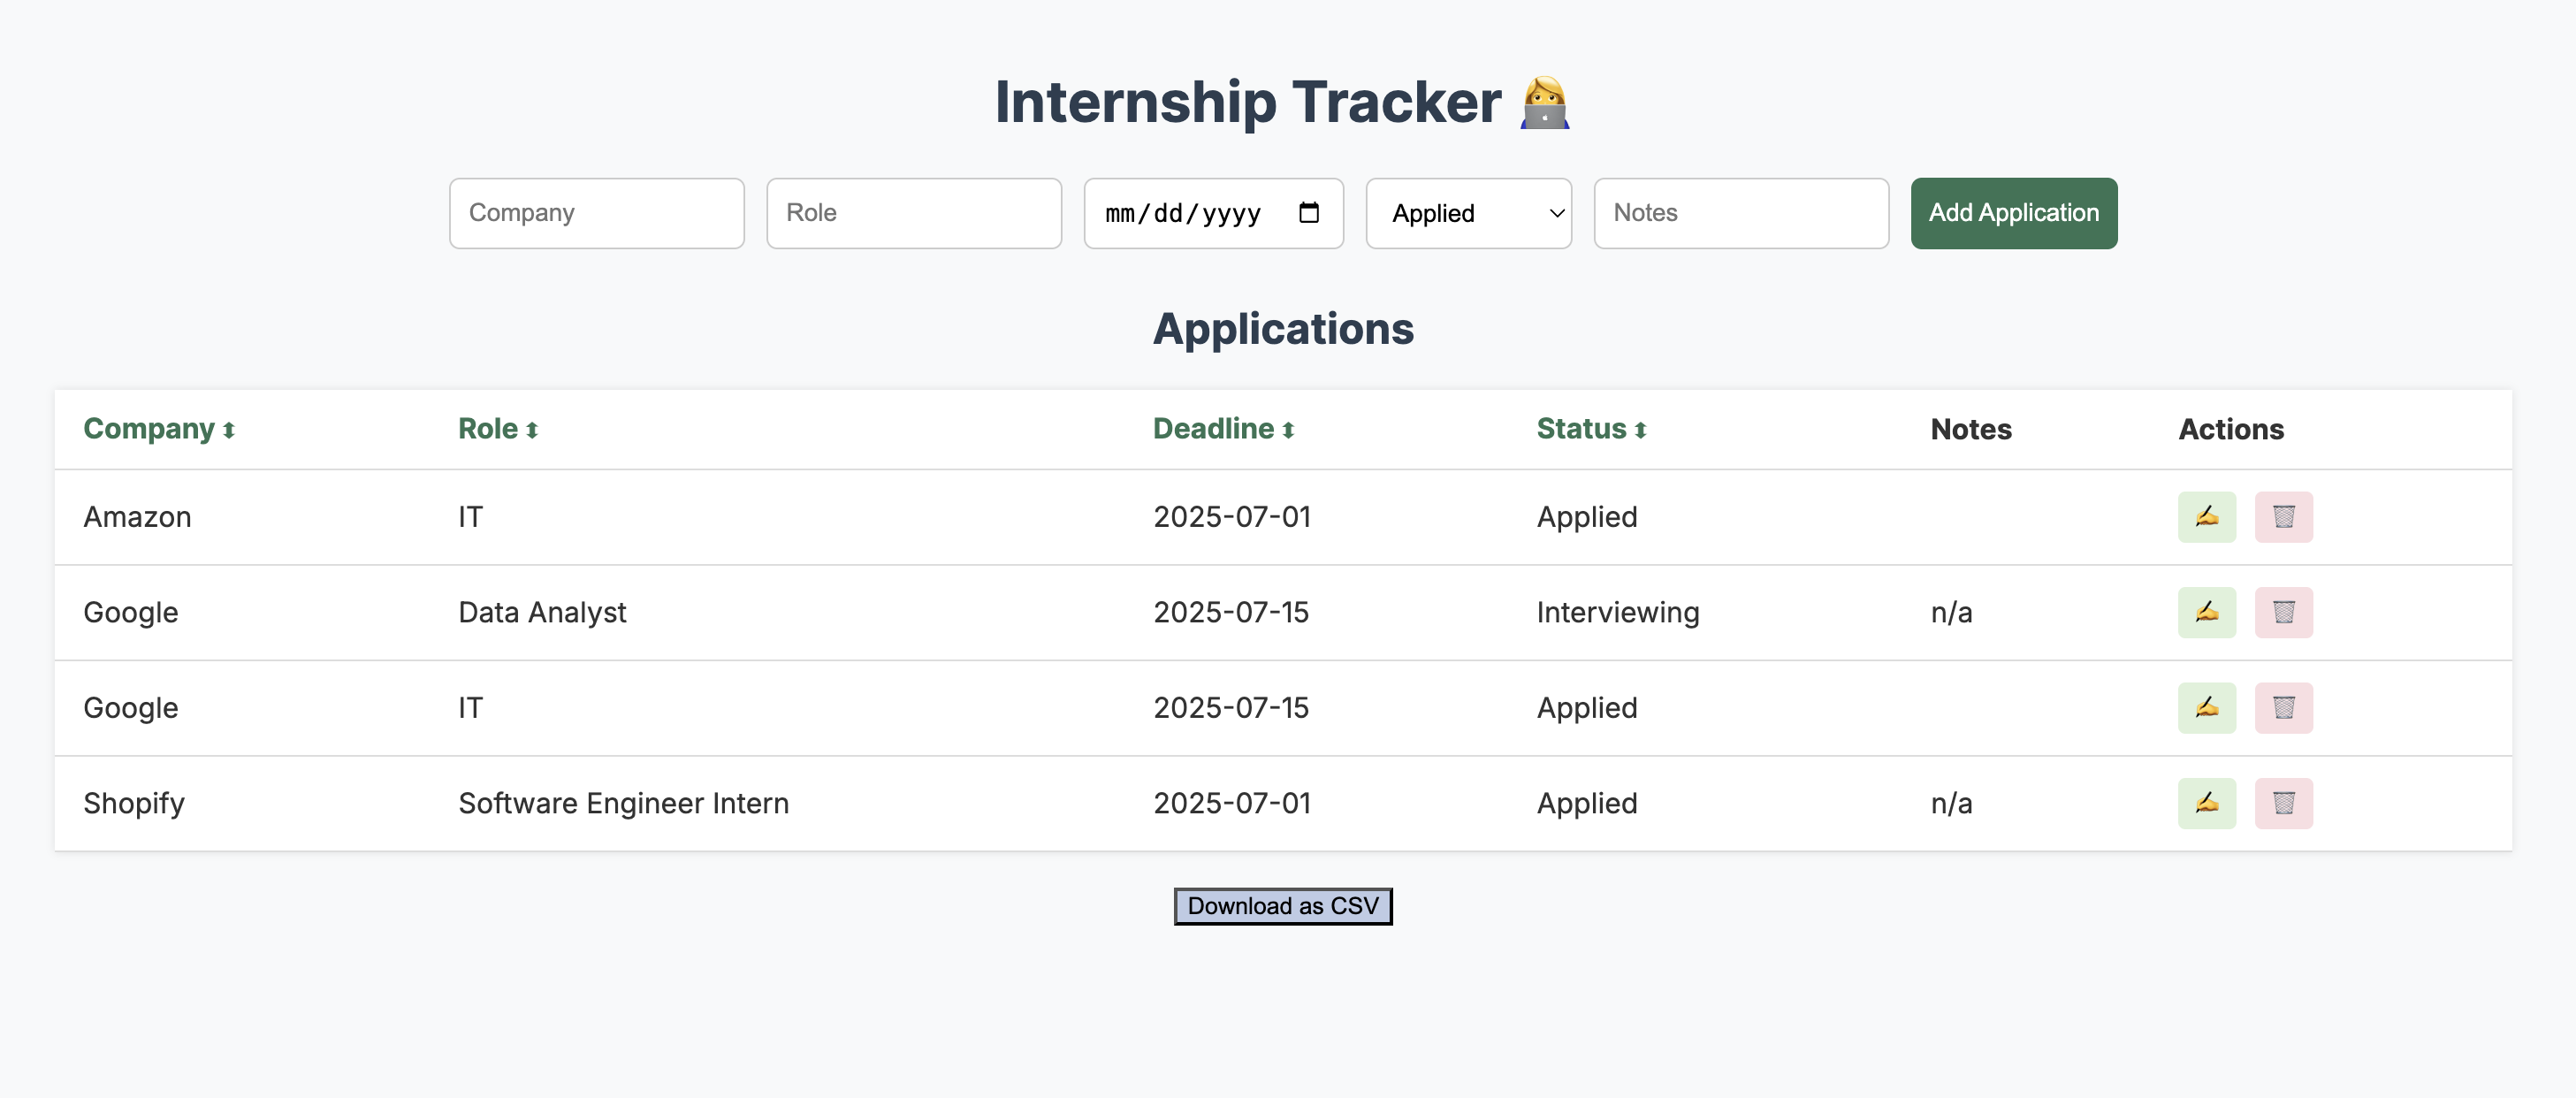 Internship Tracker 👩‍💻
Company Role mm/dd/yyyy Applied Notes Add Application
Applications
Company ⬍ Role ⬍ Deadline ⬍ Status ⬍ Notes Actions
Amazon IT 2025-07-01 Applied
Google Data Analyst 2025-07-15 Interviewing n/a
Google IT 2025-07-15 Applied
Shopify Software Engineer Intern 2025-07-01 Applied n/a
Download as CSV